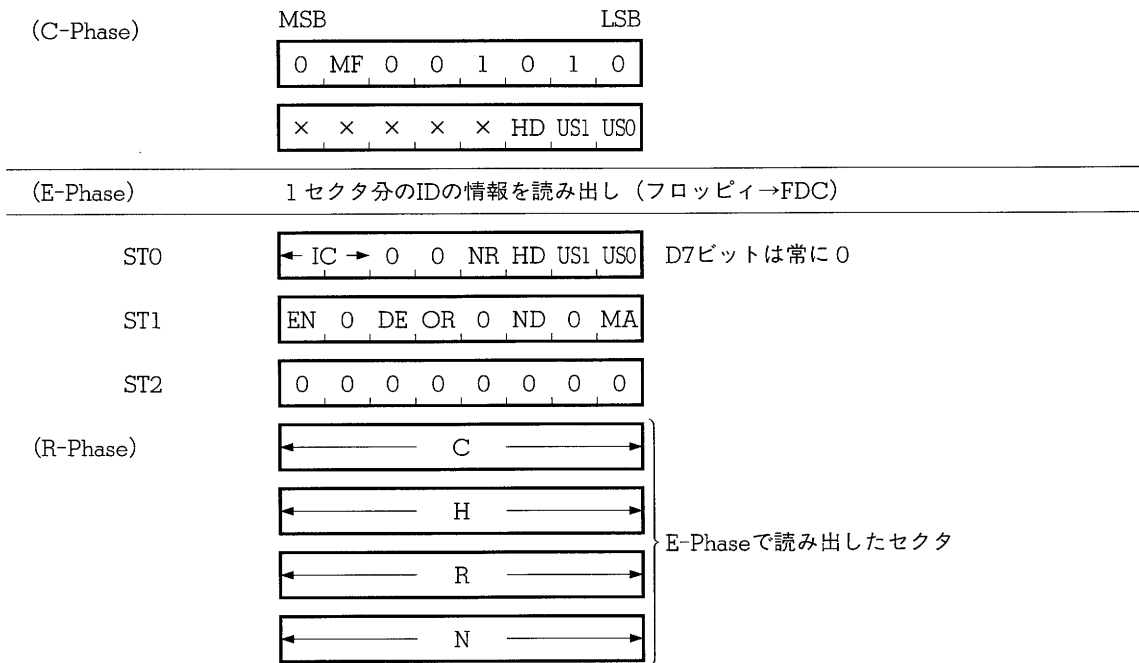 (C-Phase)
MSB LSB
0 MF 0 0 1 0 1 0
× × × × × HD US1 US0
(E-Phase) 1セクタ分のIDの情報を読み出し（フロッピィ→FDC）
ST0 ← IC → 0 0 NR HD US1 US0 D7ビットは常に0
ST1 EN 0 DE OR 0 ND 0 MA
ST2 0 0 0 0 0 0 0 0
(R-Phase) C
H
E-Phaseで読み出したセクタ
R
N